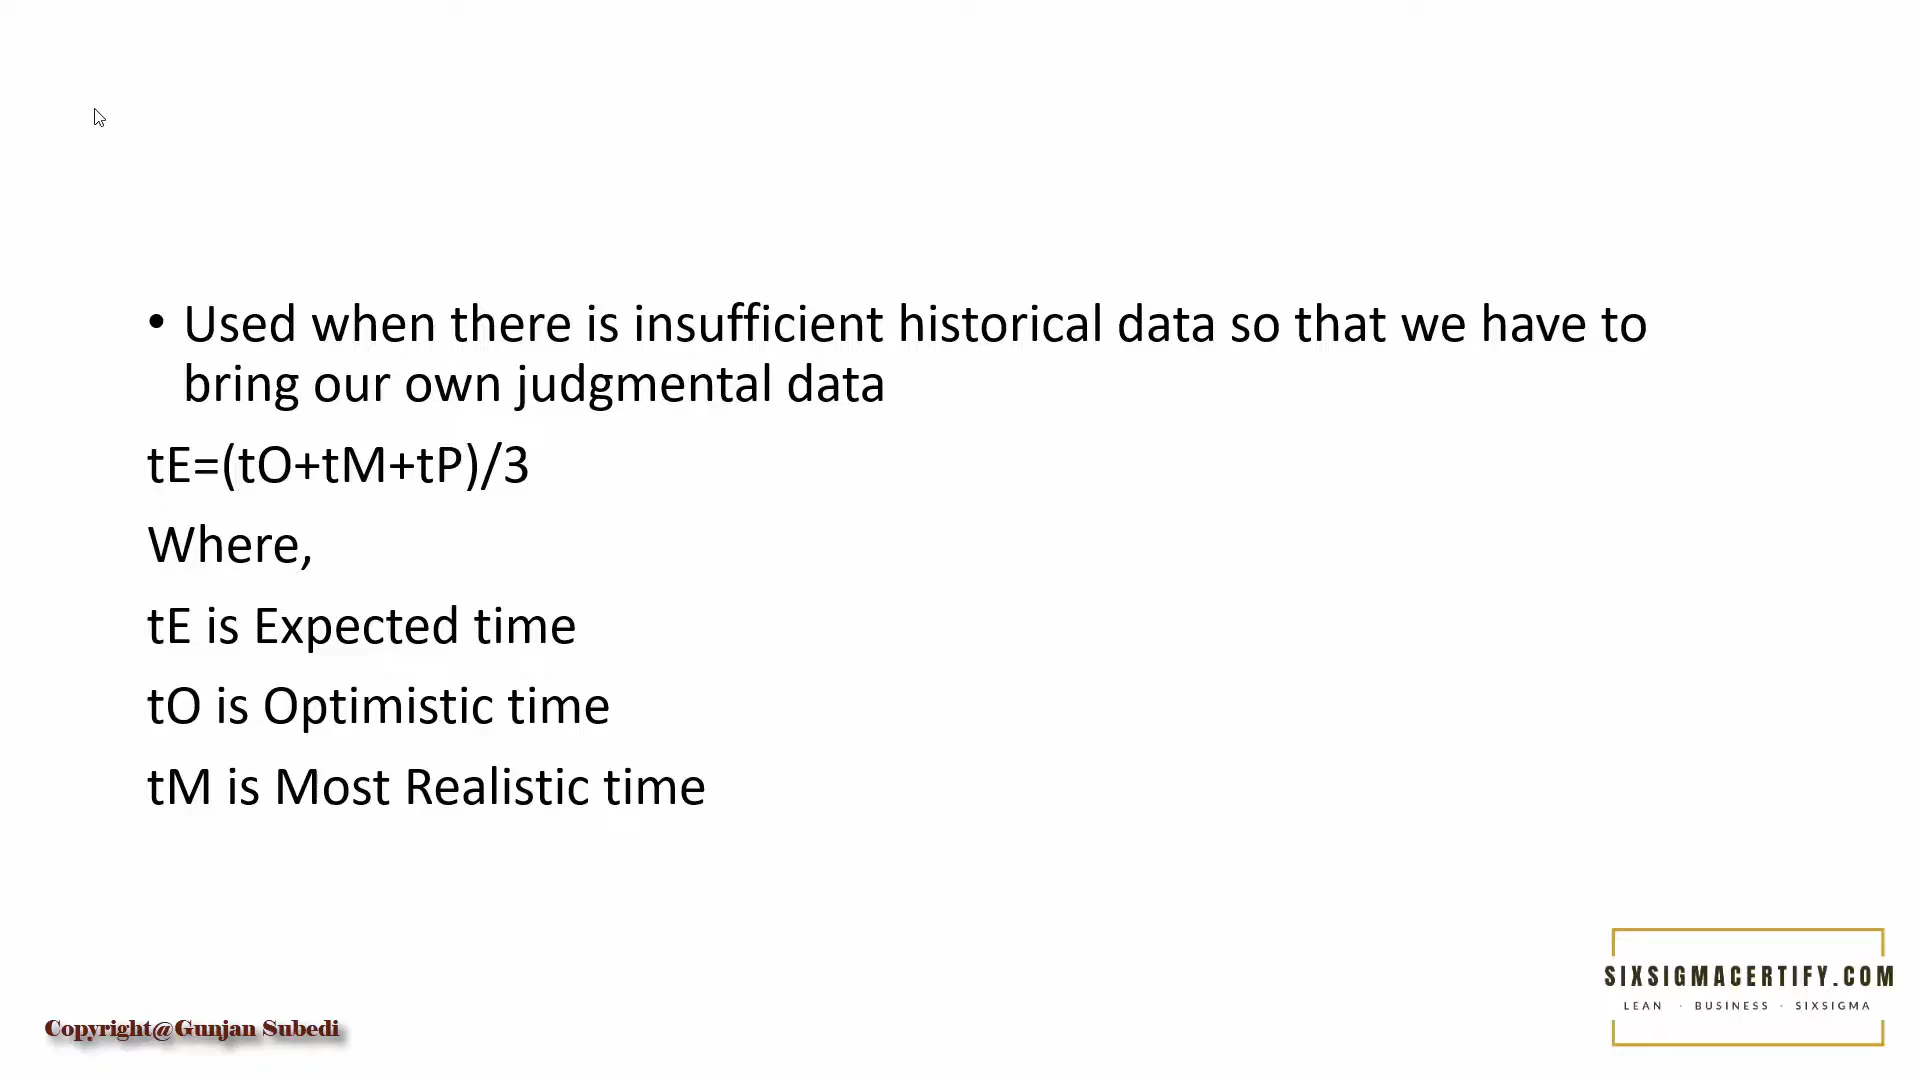 • Used when there is insufficient historical data so that we have to
bring our own judgmental data
tE=(tO+tM+tP)/3
Where,
tE is Expected time
tO is Optimistic time
tM is Most Realistic time
SIXSIGMACERTIFY.COM
LEAN · BUSINESS · SIXSIGMA
Copyright@Gunjan Subedi